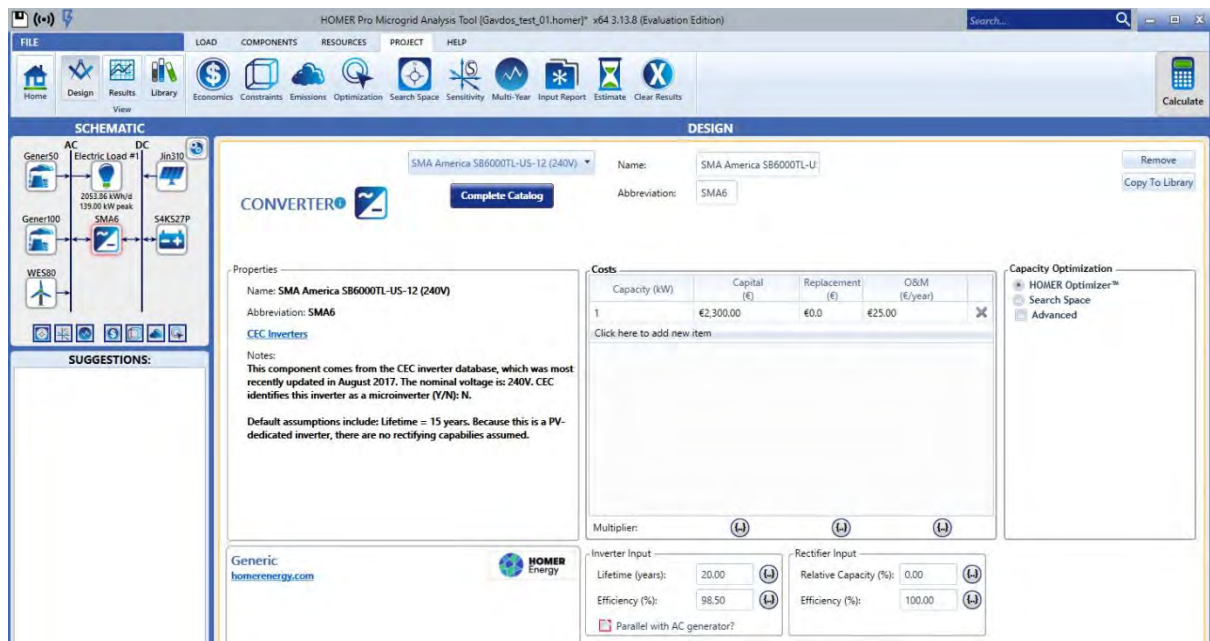 HOMER Pro Microgrid Analysis Tool [Gavdos_test_01.homer]* x64 3.13.8 (Evaluation Edition)
Search...
FILE
LOAD COMPONENTS RESOURCES PROJECT HELP
Home
Design
Results
Library
View
Economics
Constraints
Emissions
Optimization
Search Space
Sensitivity
Multi-Year
Input Report
Estimate
Clear Results
Calculate
SCHEMATIC
DESIGN
AC DC
Gener50
Electric Load #1
Jin310
2053.86 kWh/d
139.00 kW peak
Gener100
SMA6
S4KS27P
WES80
SUGGESTIONS:
CONVERTER
SMA America SB6000TL-US-12 (240V)
Complete Catalog
Name: SMA America SB6000TL-U
Abbreviation: SMA6
Remove
Copy To Library
Properties
Name: SMA America SB6000TL-US-12 (240V)
Abbreviation: SMA6
CEC Inverters
Notes:
This component comes from the CEC inverter database, which was most
recently updated in August 2017. The nominal voltage is: 240V. CEC
identifies this inverter as a microinverter (Y/N): N.
Default assumptions include: Lifetime = 15 years. Because this is a PV-
dedicated inverter, there are no rectifying capabilies assumed.
Costs
Capacity (kW)
Capital
(€)
Replacement
(€)
O&M
(€/year)
1 €2,300.00 €0.0 €25.00
Click here to add new item
Multiplier:
Capacity Optimization
HOMER Optimizer™
Search Space
Advanced
Generic
homerenergy.com
HOMER
Energy
Inverter Input
Lifetime (years): 20.00
Efficiency (%): 98.50
Parallel with AC generator?
Rectifier Input
Relative Capacity (%): 0.00
Efficiency (%): 100.00